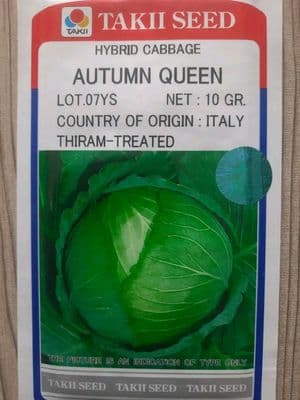 TAKII
TAKII SEED
HYBRID CABBAGE
AUTUMN QUEEN
LOT.07YS NET : 10 GR.
COUNTRY OF ORIGIN : ITALY
THIRAM-TREATED
THE PICTURE IS AN INDICATION OF TYPE ONLY
TAKII SEED TAKII SEED TAKII SEED